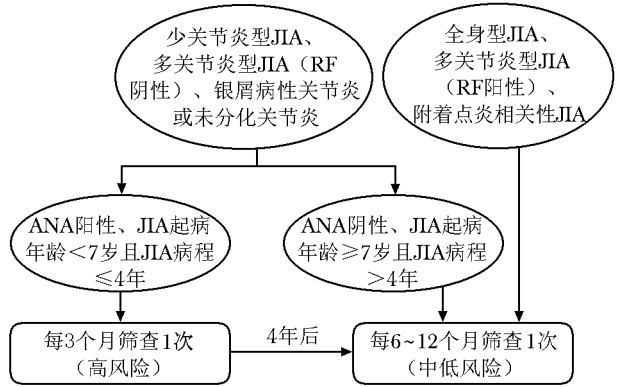 少关节炎型JIA、
多关节炎型JIA（RF
阴性）、银屑病性关节炎
或未分化关节炎
全身型JIA、
多关节炎型JIA
（RF阳性）、
附着点炎相关性JIA
ANA阳性、JIA起病
年龄＜7岁且JIA病程
≤4年
ANA阴性、JIA起病
年龄≥7岁且JIA病程
＞4年
每3个月筛查1次
（高风险）
4年后
每6~12个月筛查1次
（中低风险）